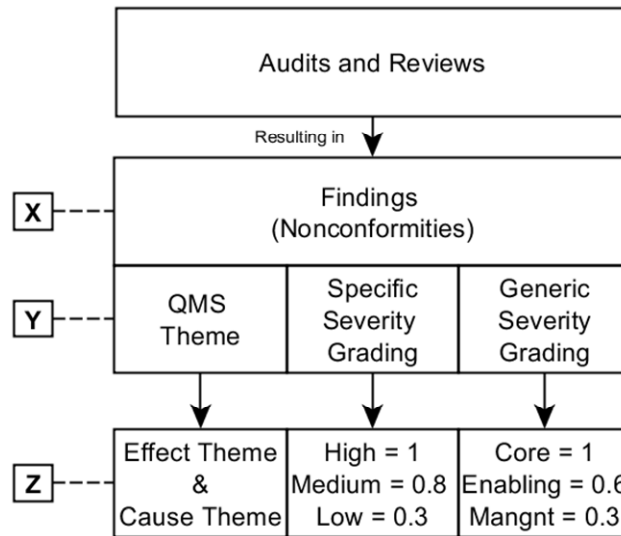 Audits and Reviews
Resulting in
X
Findings
(Nonconformities)
Y
QMS
Theme
Specific
Severity
Grading
Generic
Severity
Grading
Z
Effect Theme
&
Cause Theme
High = 1
Medium = 0.8
Low = 0.3
Core = 1
Enabling = 0.6
Mangnt = 0.3